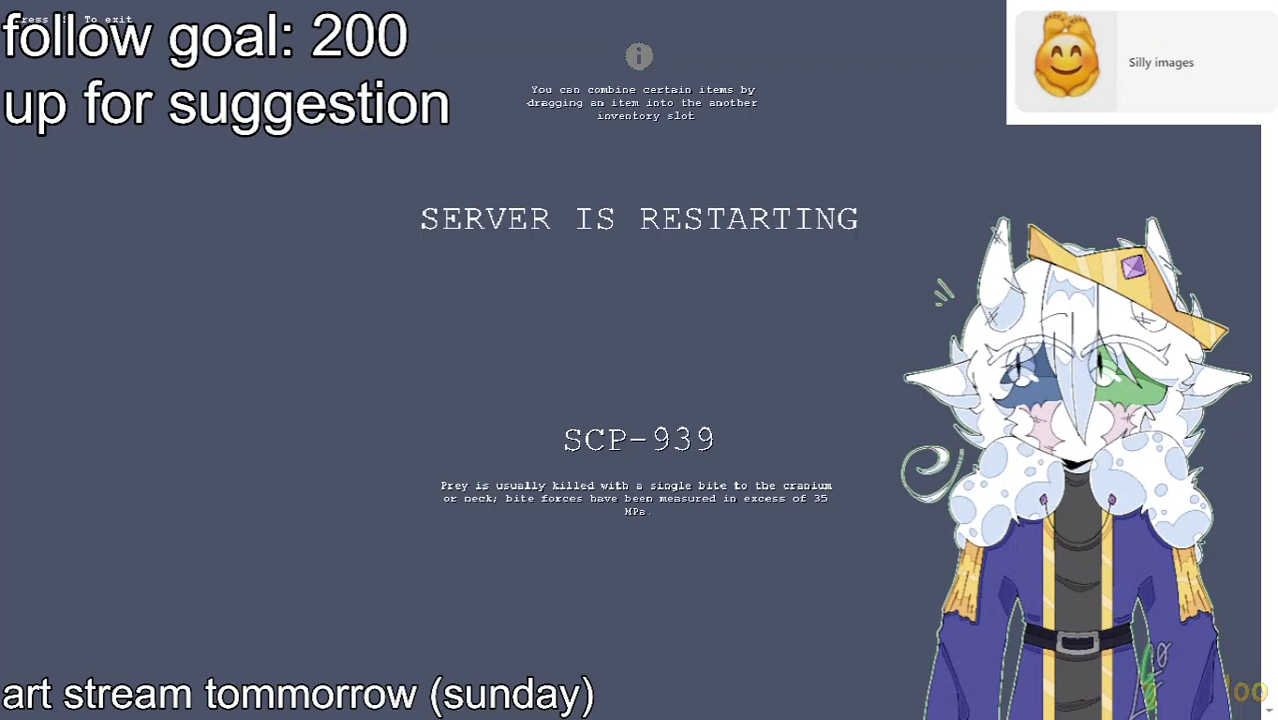 To exit
follow goal: 200
up for suggestion
Silly images
You can combine certain items by
dragging an item into the another
inventory slot
SERVER IS RESTARTING
SCP-939
Prey is usually killed with a single bite to the cranium
or neck; bite forces have been measured in excess of 35
MPa.
art stream tommorrow (sunday)